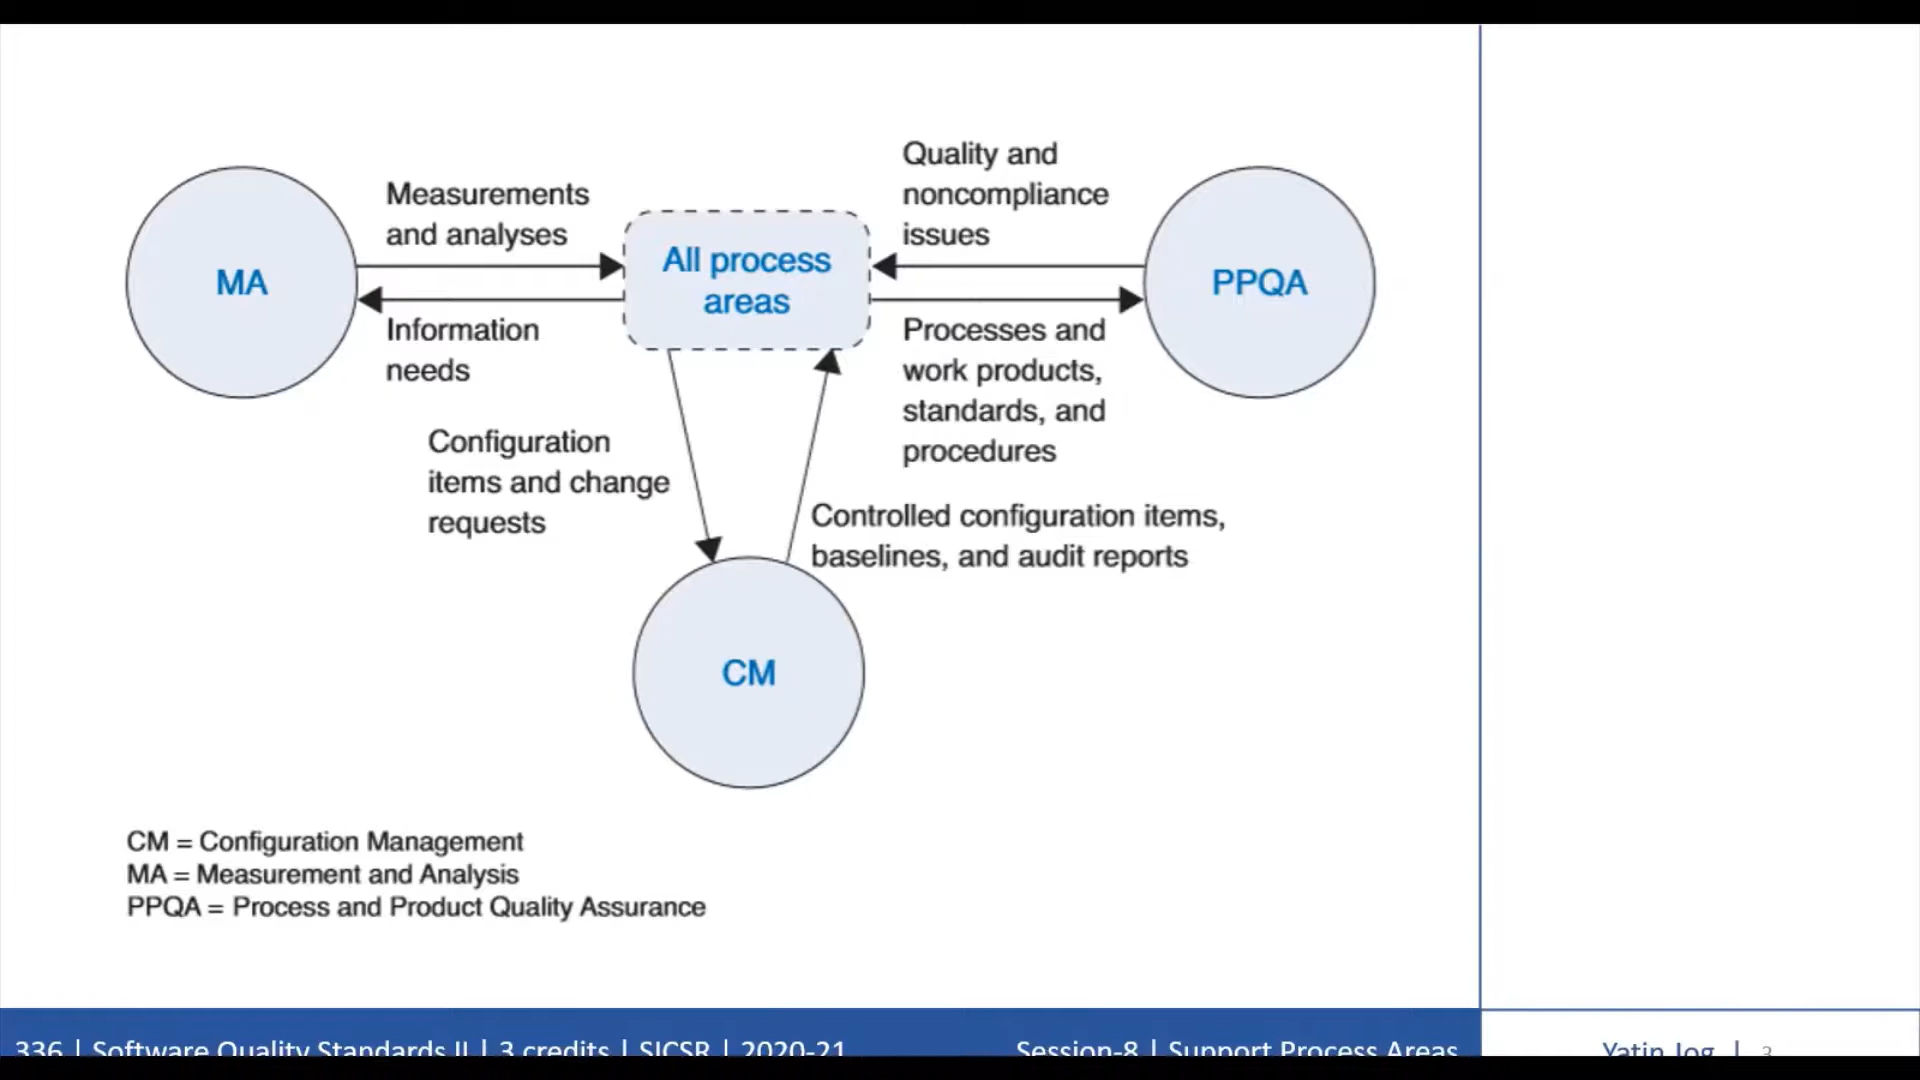 Quality and
noncompliance
issues
Measurements
and analyses
MA
All process
areas
PPQA
Information
needs
Processes and
work products,
standards, and
procedures
Configuration
items and change
requests
Controlled configuration items,
baselines, and audit reports
CM
CM = Configuration Management
MA = Measurement and Analysis
PPQA = Process and Product Quality Assurance
336 | Software Quality Standards II | 3 credits | SICSR | 2020-21
Session-8 | Support Process Areas
Yatin Jog | 3